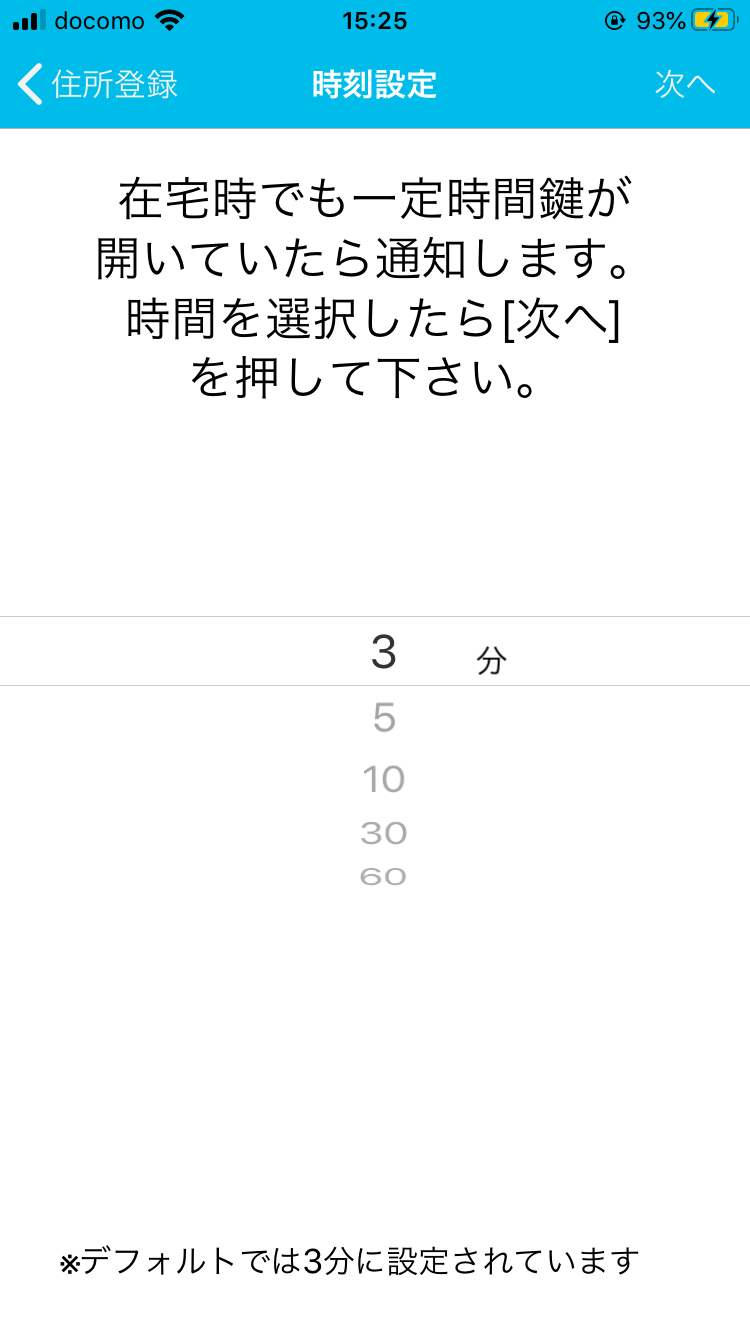 docomo 15:25 93%
住所登録 時刻設定 次へ
在宅時でも一定時間鍵が
開いていたら通知します。
時間を選択したら[次へ]
を押して下さい。
3 分
5
10
30
60
※デフォルトでは3分に設定されています